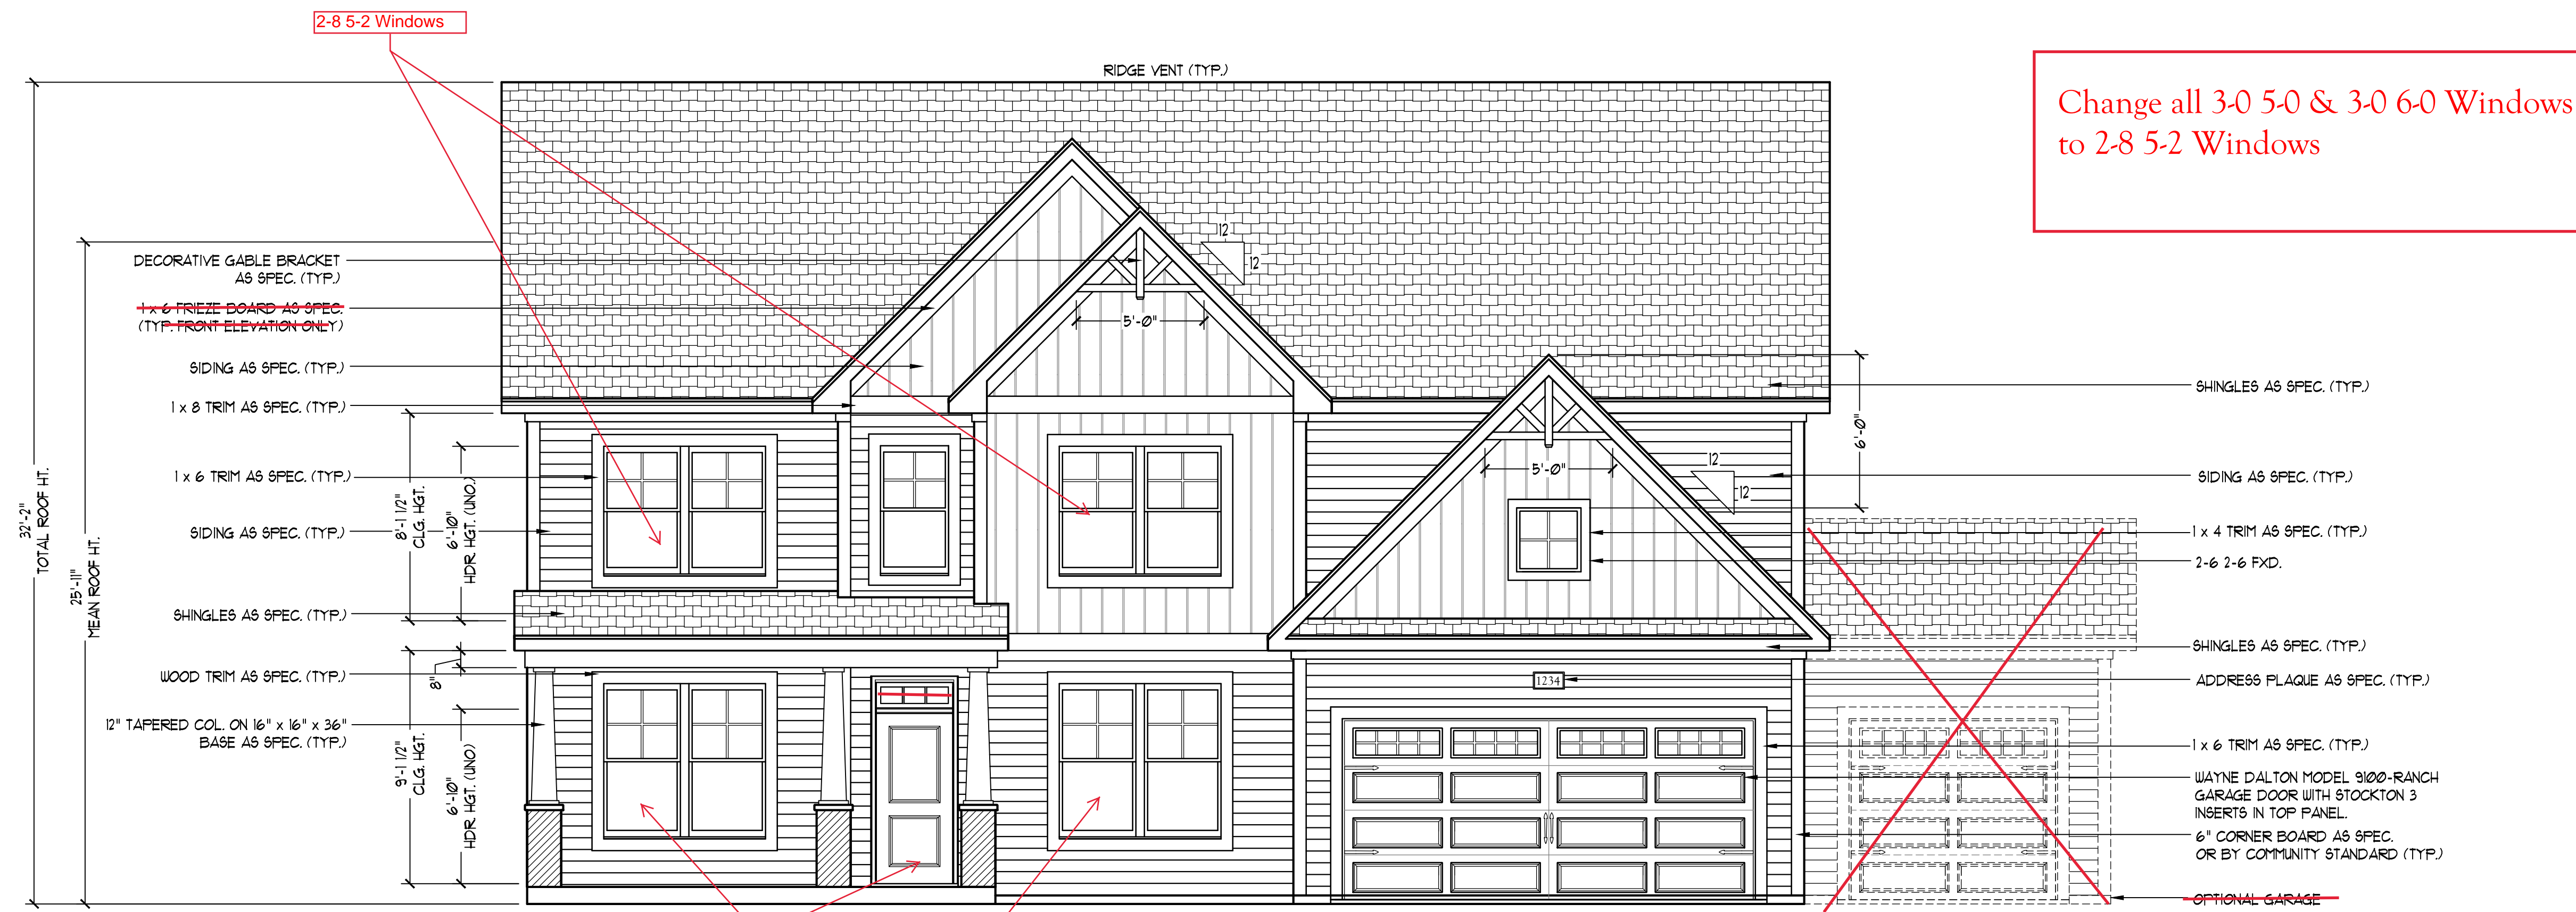 2-8 5-2 Windows
Change all 3-0 5-0 & 3-0 6-0 Windows
to 2-8 5-2 Windows
RIDGE VENT (TYP.)
32'-2"
TOTAL ROOF HT.
25'-11"
MEAN ROOF HT.
DECORATIVE GABLE BRACKET
AS SPEC. (TYP.)
1 x 6 FRIEZE BOARD AS SPEC.
(TYP. FRONT ELEVATION ONLY)
SIDING AS SPEC. (TYP.)
1 x 8 TRIM AS SPEC. (TYP.)
1 x 6 TRIM AS SPEC. (TYP.)
SIDING AS SPEC. (TYP.)
SHINGLES AS SPEC. (TYP.)
WOOD TRIM AS SPEC. (TYP.)
12" TAPERED COL. ON 16" x 16" x 36"
BASE AS SPEC. (TYP.)
8'-1 1/2"
CLG. HGT.
6'-10"
HDR. HGT. (UNO.)
8"
9'-1 1/2"
CLG. HGT.
6'-10"
HDR. HGT. (UNO)
12
12
5'-0"
5'-0"
12
12
6'-0"
1234
SHINGLES AS SPEC. (TYP.)
SIDING AS SPEC. (TYP.)
1 x 4 TRIM AS SPEC. (TYP.)
2-6 2-6 FXD.
SHINGLES AS SPEC. (TYP.)
ADDRESS PLAQUE AS SPEC. (TYP.)
1 x 6 TRIM AS SPEC. (TYP.)
WAYNE DALTON MODEL 9100-RANCH
GARAGE DOOR WITH STOCKTON 3
INSERTS IN TOP PANEL.
6" CORNER BOARD AS SPEC.
OR BY COMMUNITY STANDARD (TYP.)
OPTIONAL GARAGE